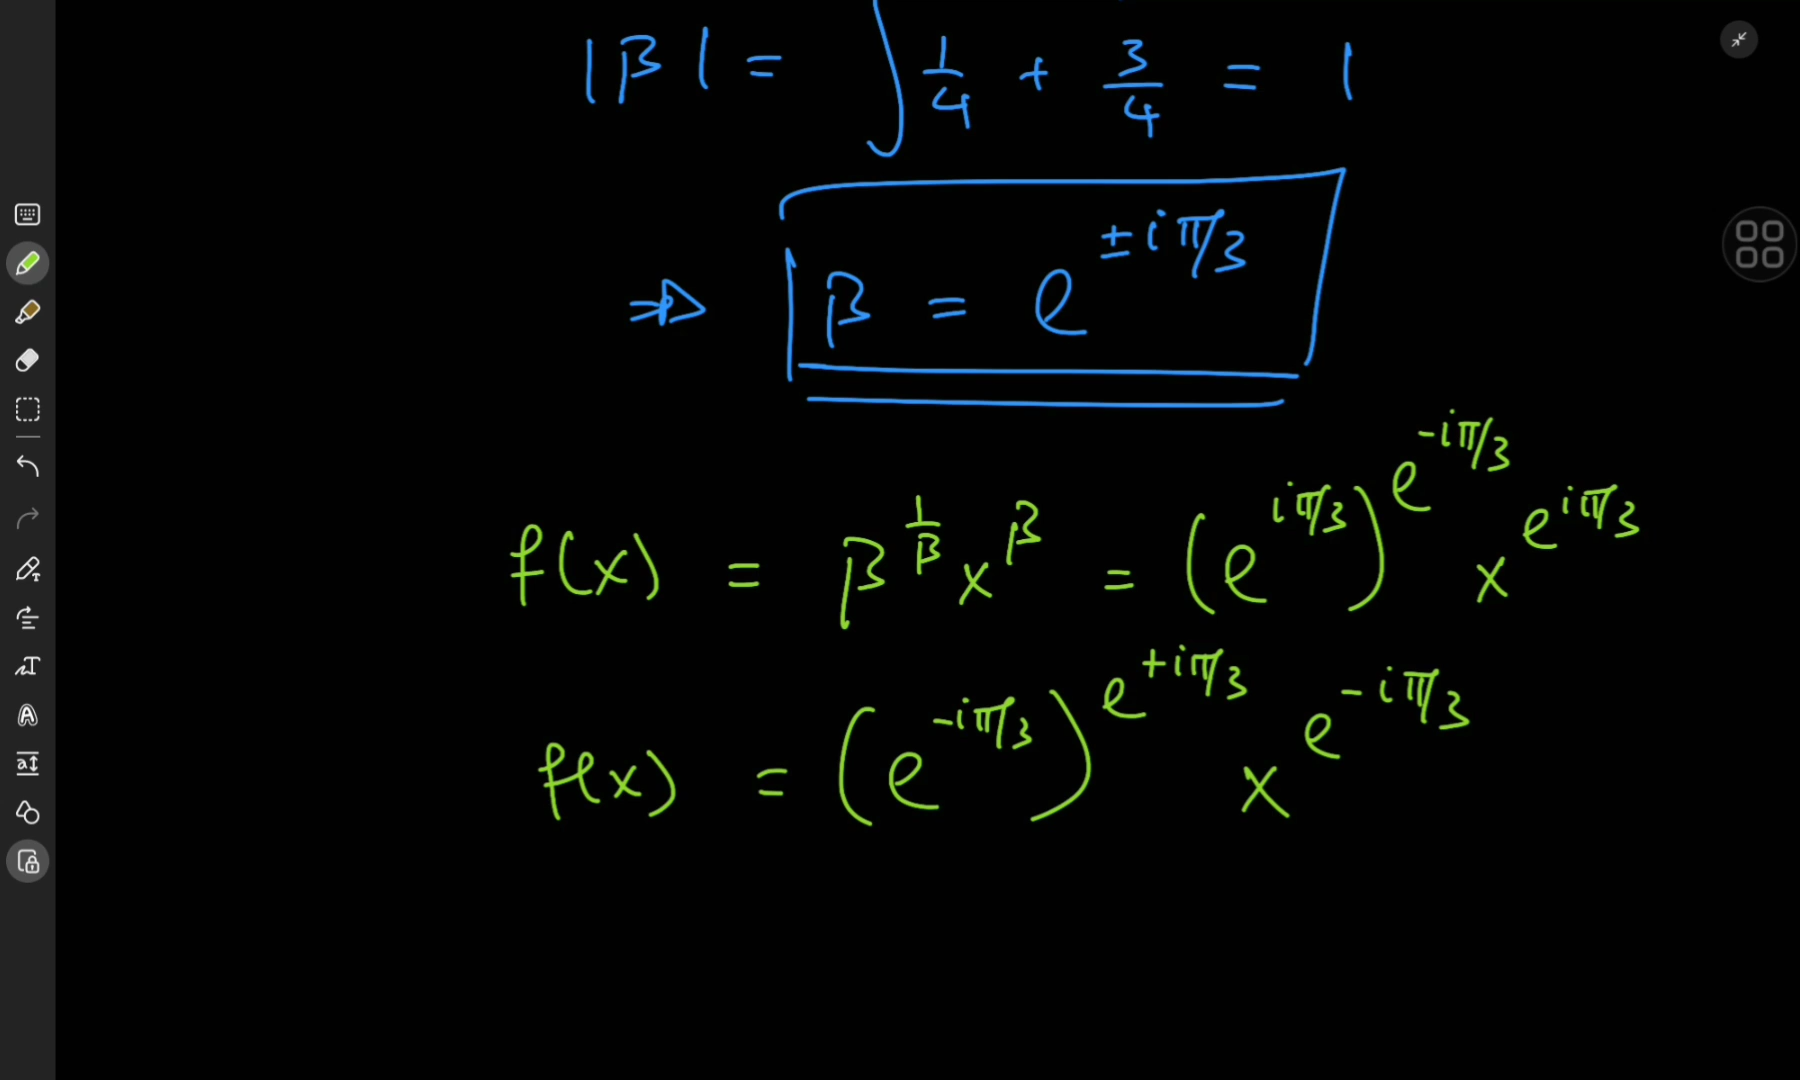 |β| = √ 1/4 + 3/4 = 1
⇒ β = e^(±iπ/3)
f(x) = β^(1/β) x^β = (e^(iπ/3))^(e^(-iπ/3)) x^(e^(iπ/3))
f(x) = (e^(-iπ/3))^(e^(+iπ/3)) x^(e^(-iπ/3))